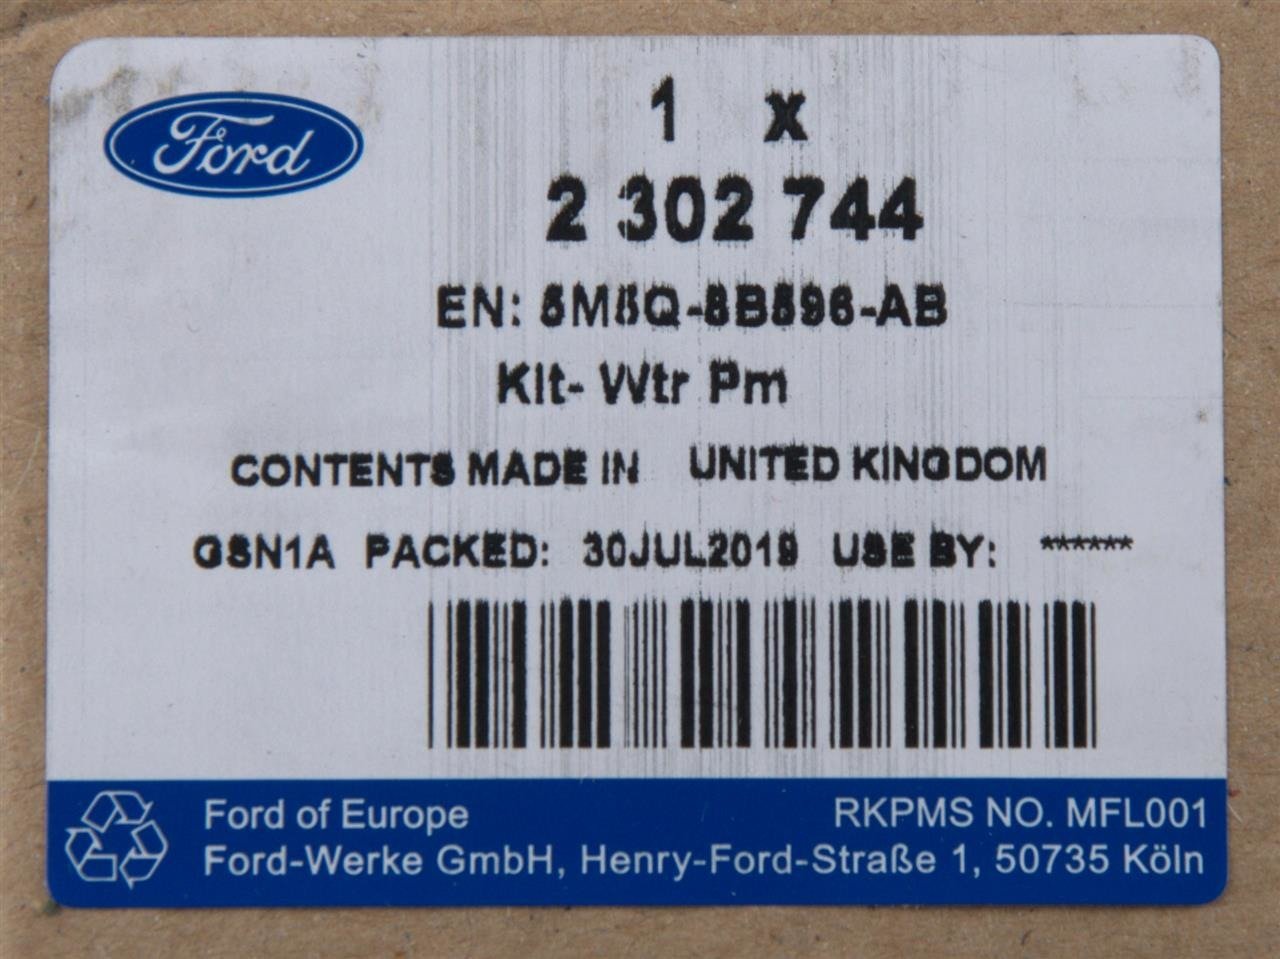 Ford
1 x
2 302 744
EN: 5M5Q-8B596-AB
Kit- Wtr Pm
CONTENTS MADE IN UNITED KINGDOM
GSN1A PACKED: 30JUL2019 USE BY: ******
Ford of Europe
RKPMS NO. MFL001
Ford-Werke GmbH, Henry-Ford-Straße 1, 50735 Köln